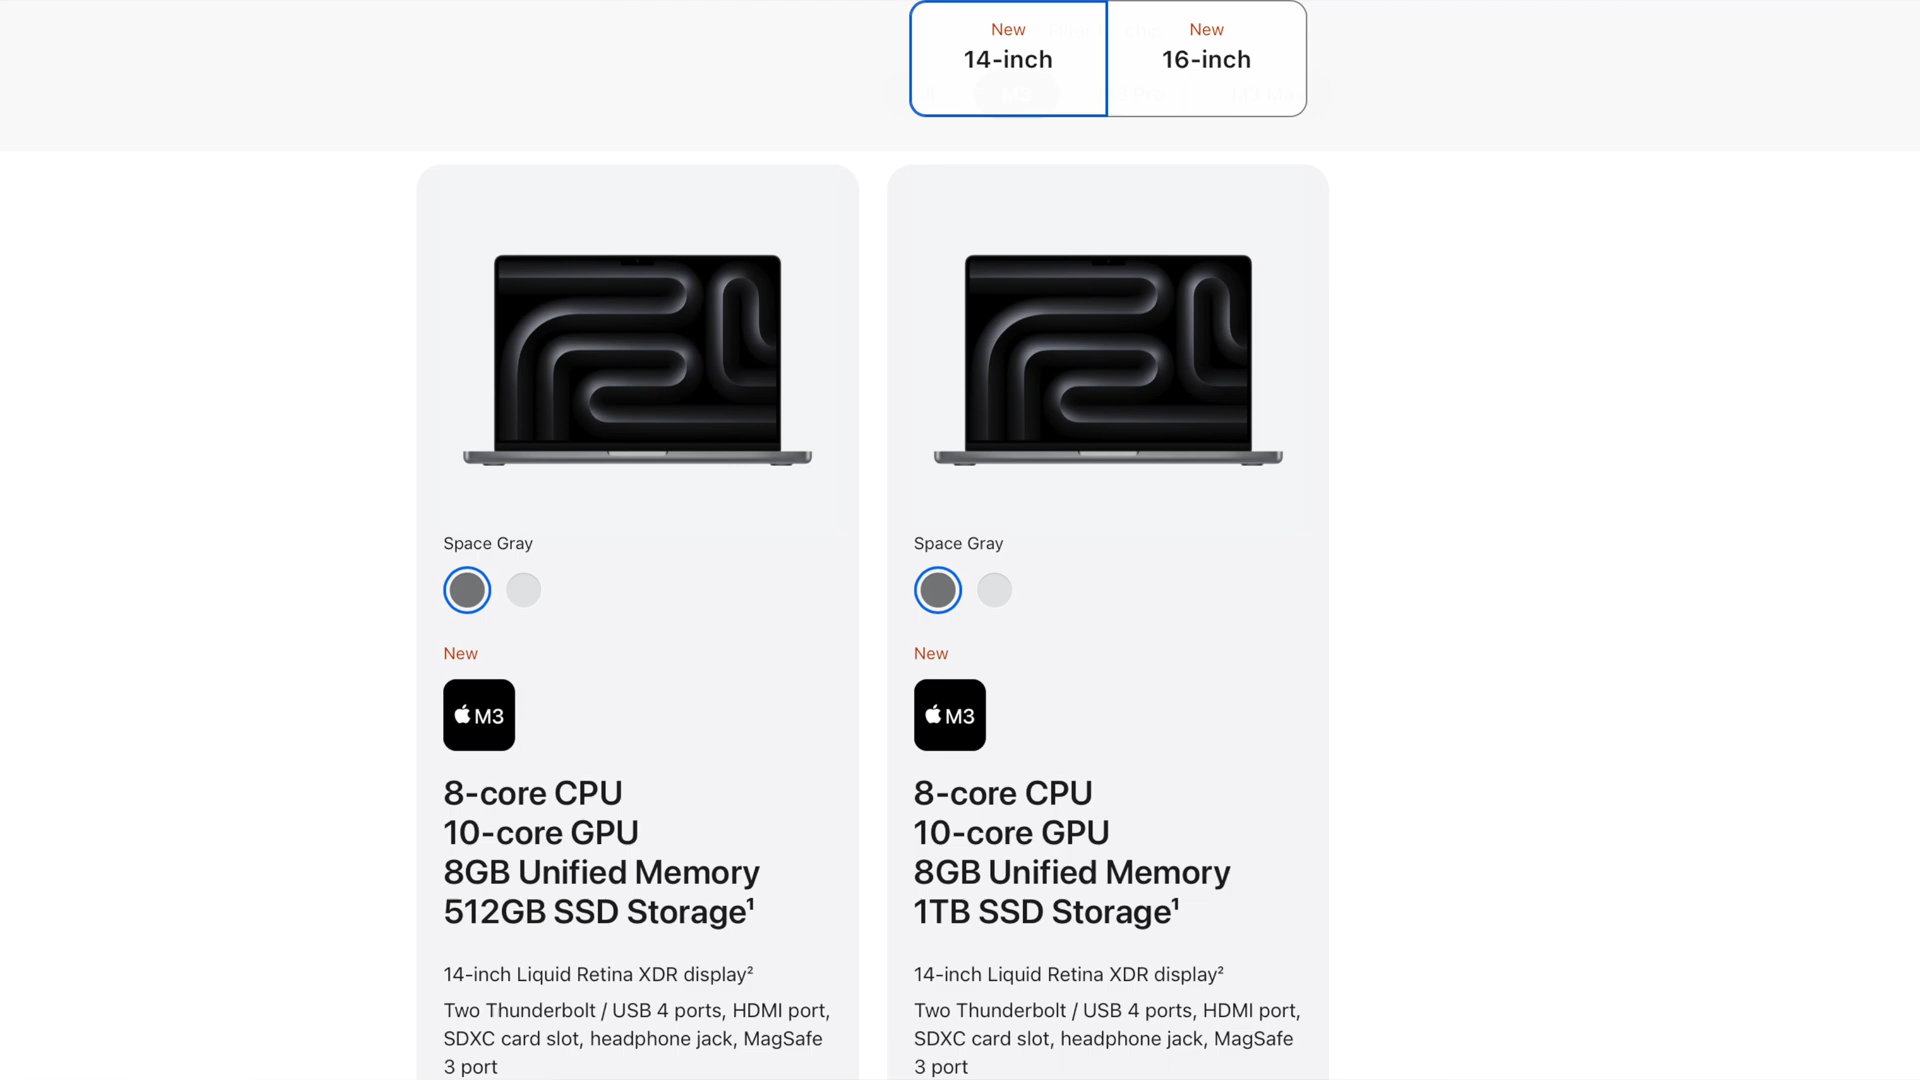 New
14-inch
New
16-inch
Space Gray
New
M3
8-core CPU
10-core GPU
8GB Unified Memory
512GB SSD Storage¹
14-inch Liquid Retina XDR display²
Two Thunderbolt / USB 4 ports, HDMI port,
SDXC card slot, headphone jack, MagSafe
3 port
Space Gray
New
M3
8-core CPU
10-core GPU
8GB Unified Memory
1TB SSD Storage¹
14-inch Liquid Retina XDR display²
Two Thunderbolt / USB 4 ports, HDMI port,
SDXC card slot, headphone jack, MagSafe
3 port